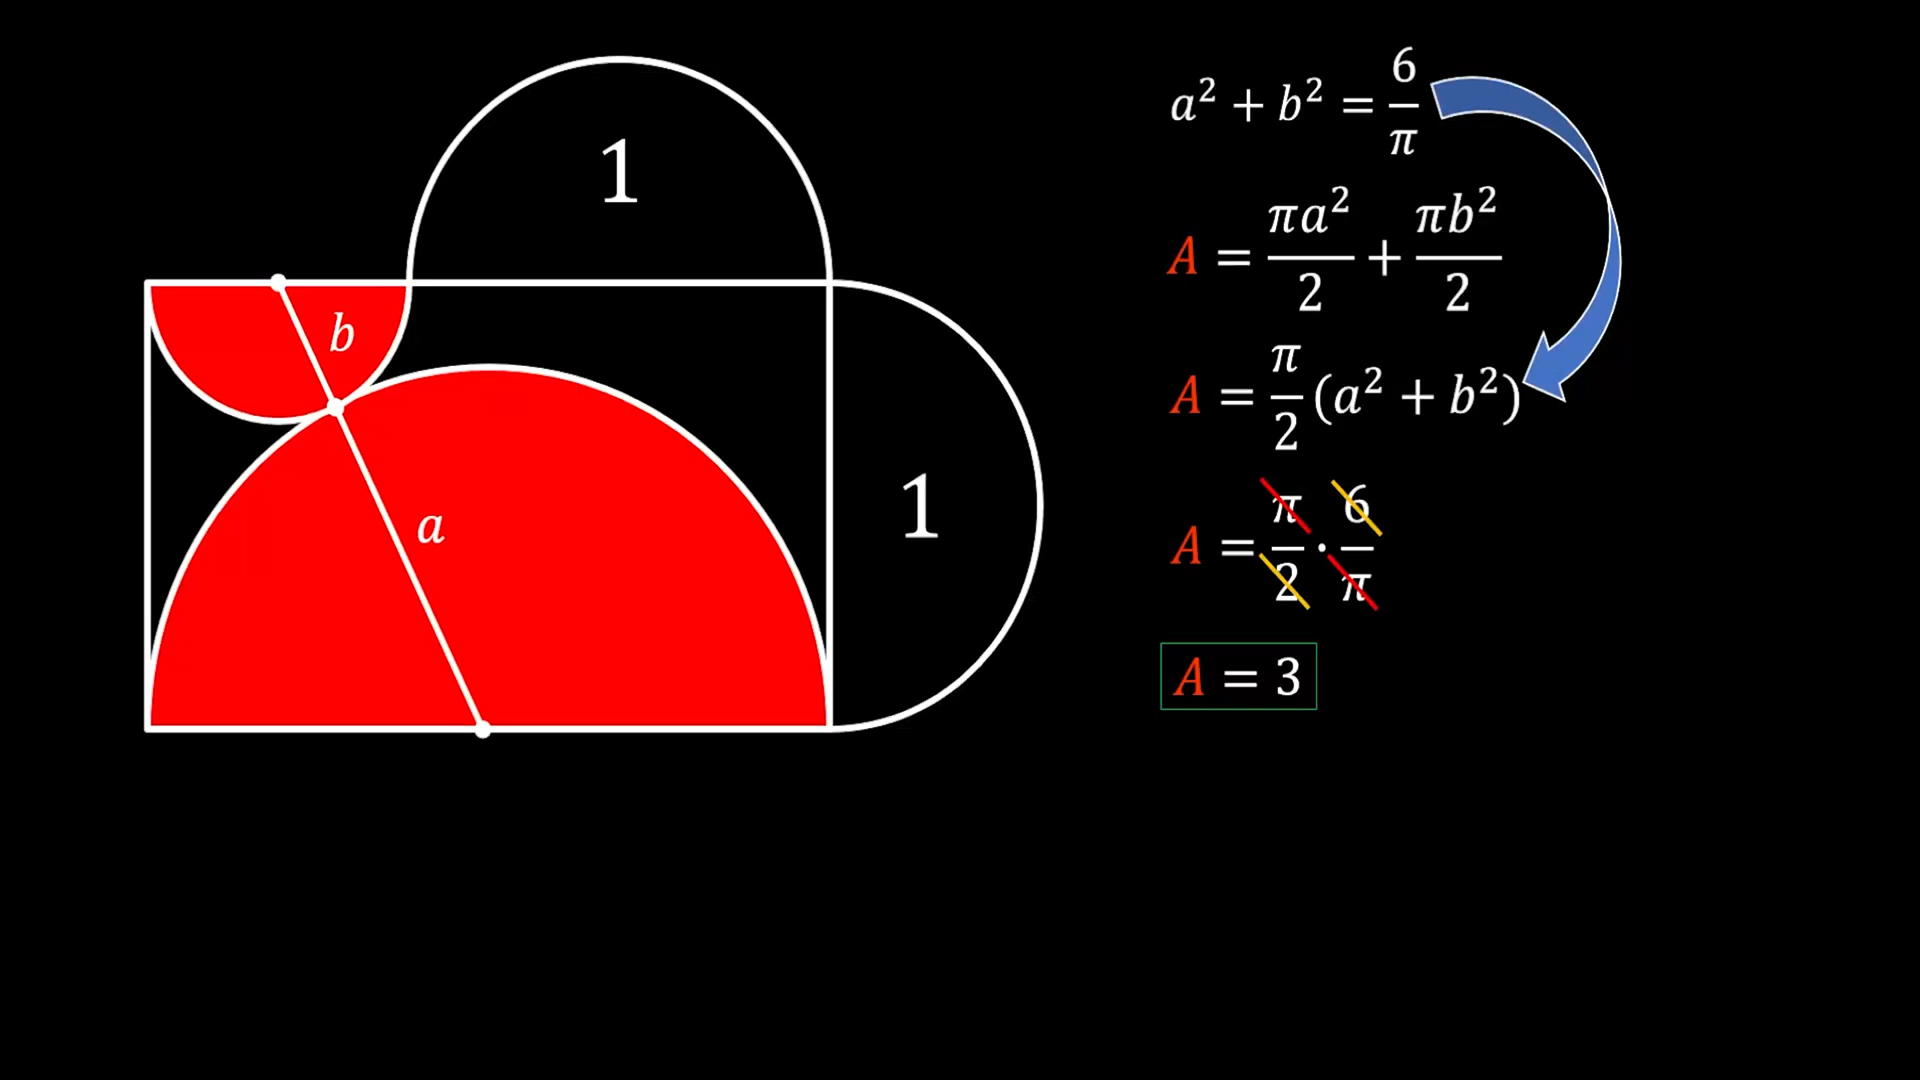 1
b
a
1
a² + b² = 6/π
A = πa²/2 + πb²/2
A = π/2 (a² + b²)
A = π/2 · 6/π
A = 3